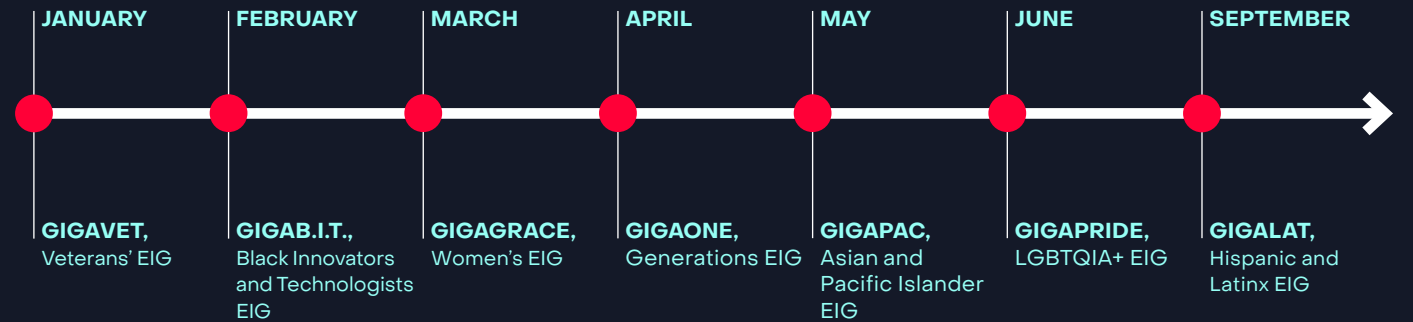 JANUARY
FEBRUARY
MARCH
APRIL
MAY
JUNE
SEPTEMBER
GIGAVET,
Veterans’ EIG
GIGAB.I.T.,
Black Innovators
and Technologists
EIG
GIGAGRACE,
Women’s EIG
GIGAONE,
Generations EIG
GIGAPAC,
Asian and
Pacific Islander
EIG
GIGAPRIDE,
LGBTQIA+ EIG
GIGALAT,
Hispanic and
Latinx EIG